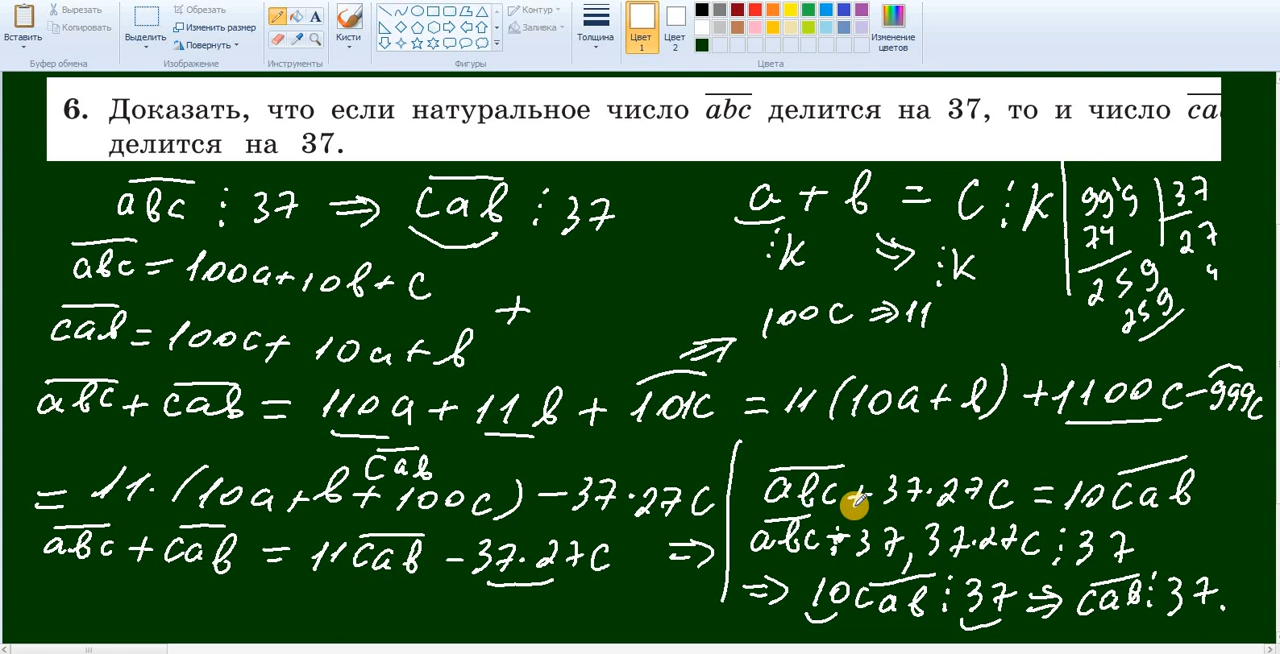 Вставить
Вырезать
Копировать
Буфер обмена
Выделить
Обрезать
Изменить размер
Повернуть
Изображение
Инструменты
Кисти
Фигуры
Контур
Заливка
Толщина
Цвет 1
Цвет 2
Цвета
Изменение цветов
6. Доказать, что если натуральное число abc делится на 37, то и число ca
делится на 37.
abc ⋮ 37 ⇒ cab ⋮ 37
abc = 100a + 10b + c
cab = 100c + 10a + b
+
a + b = c ⋮ k
⋮ k ⇒ ⋮ k
100c ⇒ 11
999 | 37
74 27
259
259
abc + cab = 110a + 11b + 101c = 11(10a + b) + 1100c - 999c
cab
= 11·(10a + b + 100c) - 37·27c
abc + cab = 11cab - 37·27c ⇒
abc + 37·27c = 10cab
abc ⋮ 37, 37·27c ⋮ 37
⇒ 10cab ⋮ 37 ⇒ cab ⋮ 37.